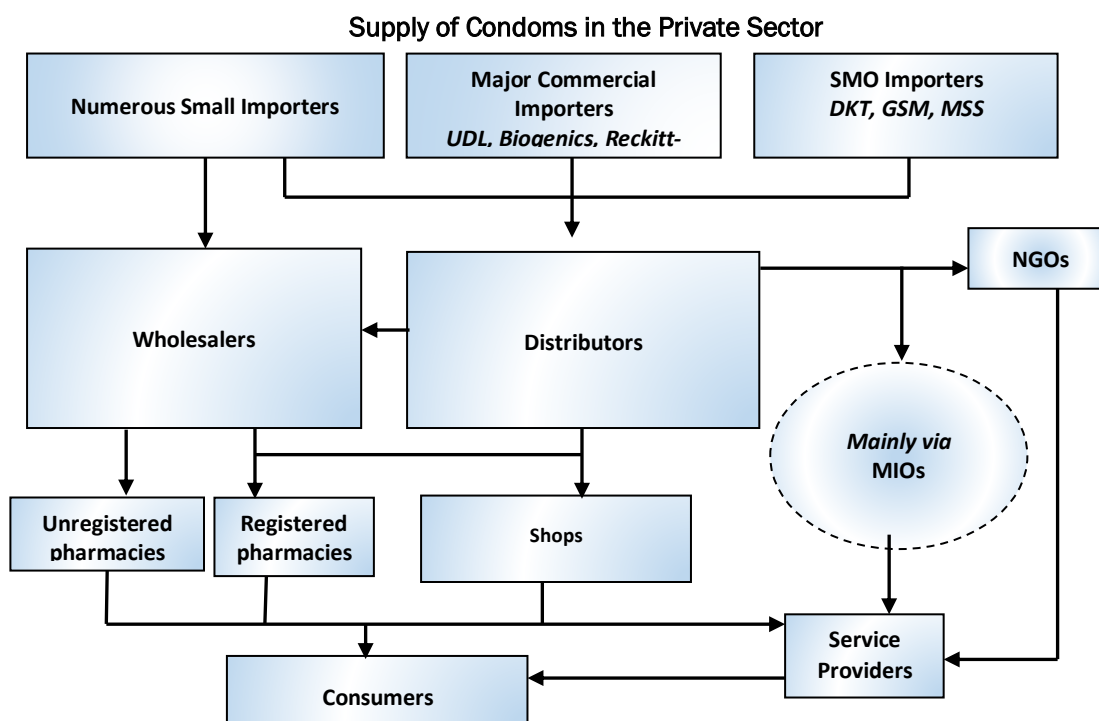 Supply of Condoms in the Private Sector
Numerous Small Importers
Major Commercial
Importers
UDL, Biogenics, Reckitt-
SMO Importers
DKT, GSM, MSS
Wholesalers
Distributors
NGOs
Mainly via
MIOs
Unregistered
pharmacies
Registered
pharmacies
Shops
Service
Providers
Consumers